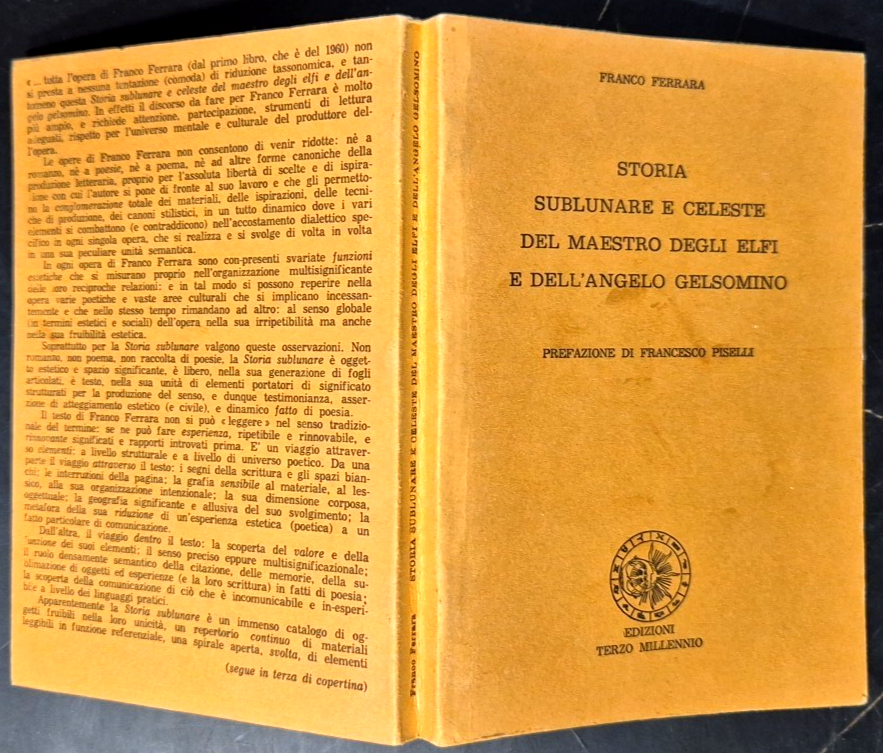 « ... tutta l'opera di Franco Ferrara (dal primo libro, che è del 1960) non
si presta a nessuna tentazione (comoda) di riduzione tassonomica, e tan-
tomeno questa Storia sublunare e celeste del maestro degli elfi e dell'an-
gelo gelsomino. In effetti il discorso da fare per Franco Ferrara è molto
più ampio, e richiede attenzione, partecipazione, strumenti di lettura
adeguati, rispetto per l'universo mentale e culturale del produttore del-
l'opera.
Le opere di Franco Ferrara non consentono di venir ridotte: nè a
romanzo, nè a poesie, nè a poema, nè ad altre forme canoniche della
produzione letteraria, proprio per l'assoluta libertà di scelte e di ispira-
zione con cui l'autore si pone di fronte al suo lavoro e che gli permetto-
no la conglomerazione totale dei materiali, delle ispirazioni, delle tecni-
che di produzione, dei canoni stilistici, in un tutto dinamico dove i vari
elementi si combattono (e contraddicono) nell'accostamento dialettico spe-
cifico in ogni singola opera, che si realizza e si svolge di volta in volta
in una sua peculiare unità semantica.
In ogni opera di Franco Ferrara sono con-presenti svariate funzioni
estetiche che si misurano proprio nell'organizzazione multisignificante
delle loro reciproche relazioni: e in tal modo si possono reperire nella
opera varie poetiche e vaste aree culturali che si implicano incessan-
temente e che nello stesso tempo rimandano ad altro: al senso globale
(in termini estetici e sociali) dell'opera nella sua irripetibilità ma anche
nella sua fruibilità estetica.
Soprattutto per la Storia sublunare valgono queste osservazioni. Non
romanzo, non poema, non raccolta di poesie, la Storia sublunare è ogget-
to estetico e spazio significante, è libero, nella sua generazione di fogli
articolati, è testo, nella sua unità di elementi portatori di significato
strutturati per la produzione del senso, e dunque testimonianza, asser-
zione di atteggiamento estetico (e civile), e dinamico fatto di poesia.
Il testo di Franco Ferrara non si può « leggere » nel senso tradizio-
nale del termine: se ne può fare esperienza, ripetibile e rinnovabile, e
rinnovante significati e rapporti introvati prima. E' un viaggio attraver-
so elementi: a livello strutturale e a livello di universo poetico. Da una
parte il viaggio attraverso il testo: i segni della scrittura e gli spazi bian-
chi; le interruzioni della pagina; la grafia sensibile al materiale, al les-
sico, alla sua organizzazione intenzionale; la sua dimensione corposa,
oggettuale; la geografia significante e allusiva del suo svolgimento; la
metafora della sua riduzione di un'esperienza estetica (poetica) a un
fatto particolare di comunicazione.
Dall'altra, il viaggio dentro il testo: la scoperta del valore e della
funzione dei suoi elementi; il senso preciso eppure multisignificazionale;
il ruolo densamente semantico della citazione, delle memorie, della su-
blimazione di oggetti ed esperienze (e la loro scrittura) in fatti di poesia;
la scoperta della comunicazione di ciò che è incomunicabile e in-esperi-
bile a livello dei linguaggi pratici.
Apparentemente la Storia sublunare è un immenso catalogo di og-
getti fruibili nella loro unicità, un repertorio continuo di materiali
leggibili in funzione referenziale, una spirale aperta, svolta, di elementi
(segue in terza di copertina)
Franco Ferrara STORIA SUBLUNARE E CELESTE DEL MAESTRO DEGLI ELFI E DELL'ANGELO GELSOMINO
FRANCO FERRARA
STORIA
SUBLUNARE E CELESTE
DEL MAESTRO DEGLI ELFI
E DELL'ANGELO GELSOMINO
PREFAZIONE DI FRANCESCO PISELLI
EDIZIONI
TERZO MILLENNIO